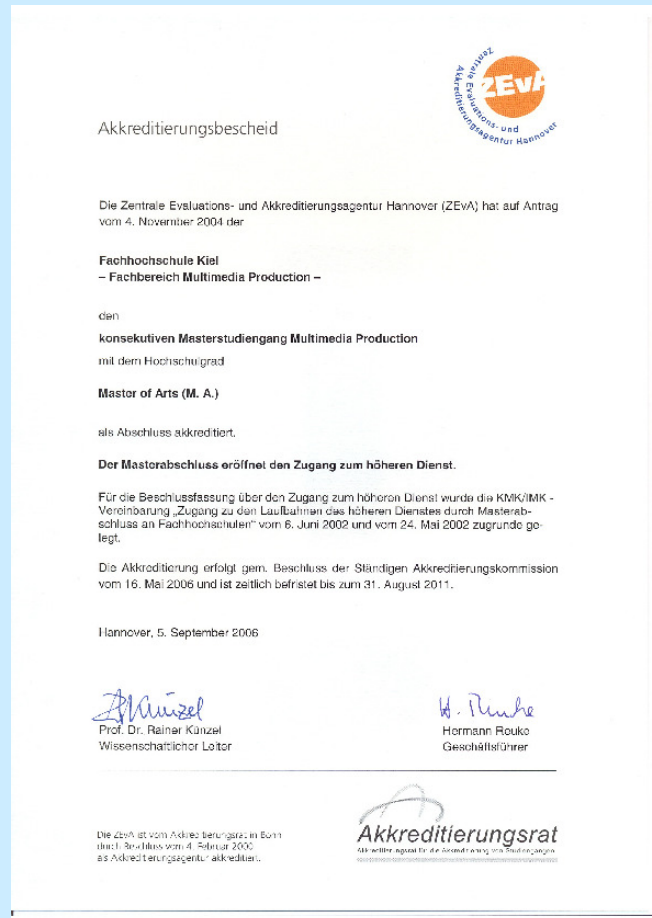 ZEvA
Zentrale Evaluations- und
Akkreditierungsagentur Hannover
Akkreditierungsbescheid
Die Zentrale Evaluations- und Akkreditierungsagentur Hannover (ZEvA) hat auf Antrag
vom 4. November 2004 der
Fachhochschule Kiel
– Fachbereich Multimedia Production –
den
konsekutiven Masterstudiengang Multimedia Production
mit dem Hochschulgrad
Master of Arts (M. A.)
als Abschluss akkreditiert.
Der Masterabschluss eröffnet den Zugang zum höheren Dienst.
Für die Beschlussfassung über den Zugang zum höheren Dienst wurde die KMK/IMK -
Vereinbarung „Zugang zu den Laufbahnen des höheren Dienstes durch Masterab-
schluss an Fachhochschulen" vom 6. Juni 2002 und vom 24. Mai 2002 zugrunde ge-
legt.
Die Akkreditierung erfolgt gem. Beschluss der Ständigen Akkreditierungskommission
vom 16. Mai 2006 und ist zeitlich befristet bis zum 31. August 2011.
Hannover, 5. September 2006
Prof. Dr. Rainer Künzel
Wissenschaftlicher Leiter
H. Reuke
Hermann Reuke
Geschäftsführer
Die ZEvA ist vom Akkreditierungsrat in Bonn
durch Beschluss vom 4. Februar 2000
als Akkreditierungsagentur akkreditiert.
Akkreditierungsrat
Akkreditierungsrat für die Akkreditierung von Studiengängen